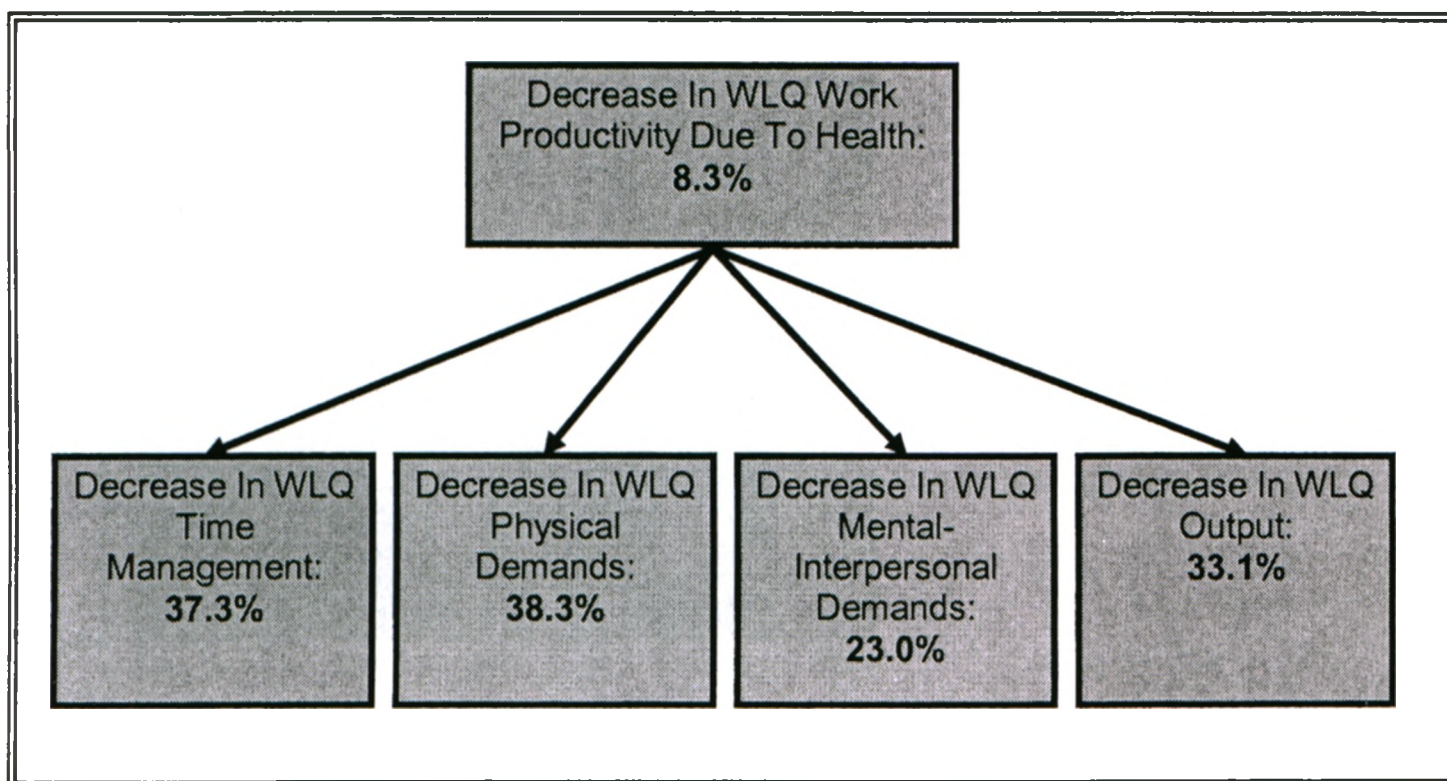 Decrease In WLQ Work
Productivity Due To Health:
8.3%
Decrease In WLQ
Time
Management:
37.3%
Decrease In WLQ
Physical
Demands:
38.3%
Decrease In WLQ
Mental-
Interpersonal
Demands:
23.0%
Decrease In WLQ
Output:
33.1%